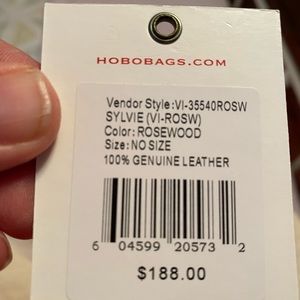 HOBOBAGS.COM
Vendor Style:VI-35540ROSW
SYLVIE (VI-ROSW)
Color: ROSEWOOD
Size: NO SIZE
100% GENUINE LEATHER
6 04599 20573 2
$188.00